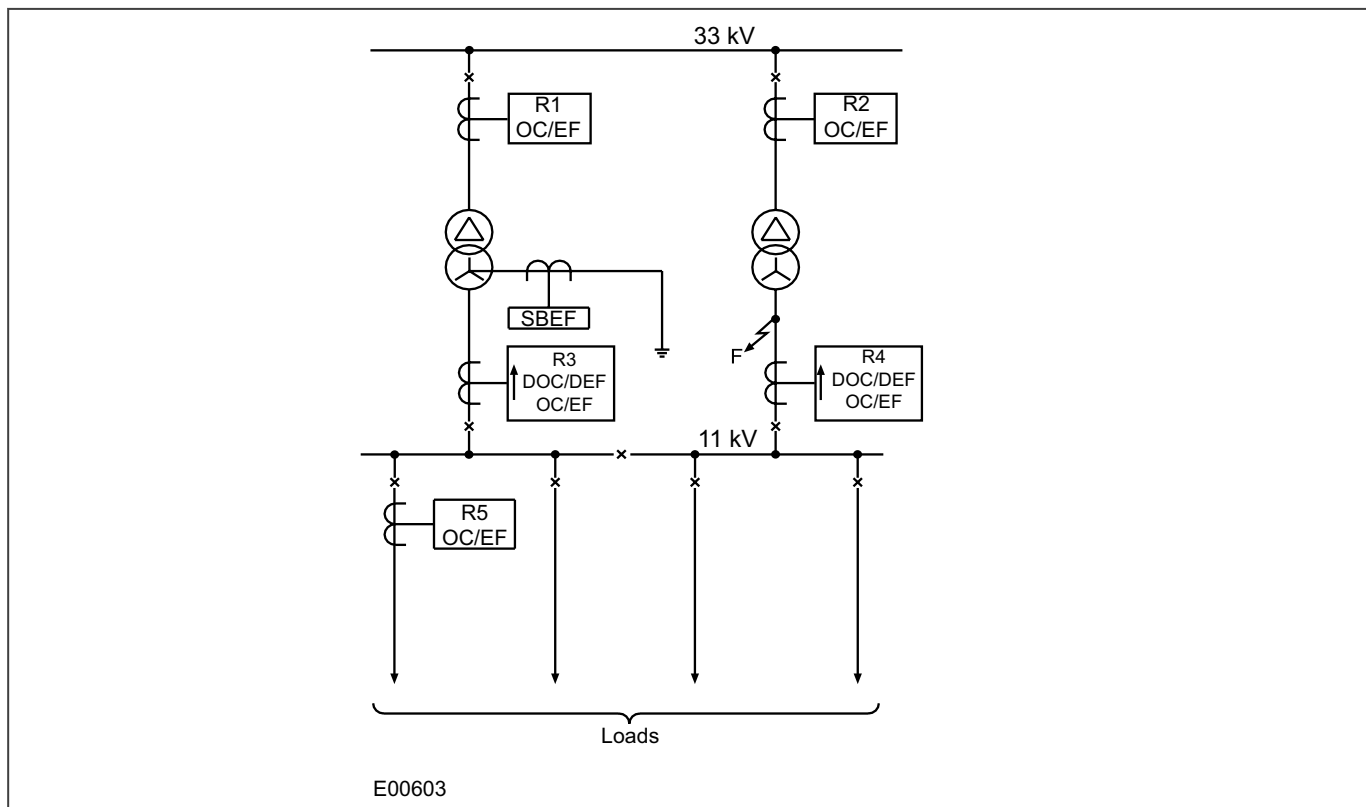 33 kV
R1
OC/EF
R2
OC/EF
SBEF
F
R3
DOC/DEF
OC/EF
R4
DOC/DEF
OC/EF
11 kV
R5
OC/EF
Loads
E00603